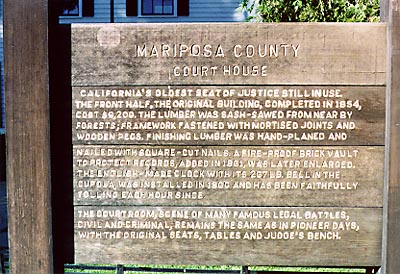 MARIPOSA COUNTY
COURT HOUSE
CALIFORNIA'S OLDEST SEAT OF JUSTICE STILL IN USE.
THE FRONT HALF, THE ORIGINAL BUILDING, COMPLETED IN 1854,
COST $9,200. THE LUMBER WAS SASH-SAWED FROM NEAR BY
FORESTS; FRAMEWORK FASTENED WITH MORTISED JOINTS AND
WOODEN PEGS. FINISHING LUMBER WAS HAND-PLANED AND
NAILED WITH SQUARE-CUT NAILS. A FIRE-PROOF BRICK VAULT
TO PROTECT RECORDS, ADDED IN 1861, WAS LATER ENLARGED.
THE ENGLISH-MADE CLOCK WITH ITS 267 LB. BELL IN THE
CUPOLA, WAS INSTALLED IN AND HAS BEEN FAITHFULLY
TOLLING EACH HOUR SINCE.
THE COURTROOM, SCENE OF MANY FAMOUS LEGAL BATTLES,
CIVIL AND CRIMINAL, REMAINS THE SAME AS IN PIONEER DAYS,
WITH THE ORIGINAL SEATS, TABLES AND JUDGE'S BENCH.